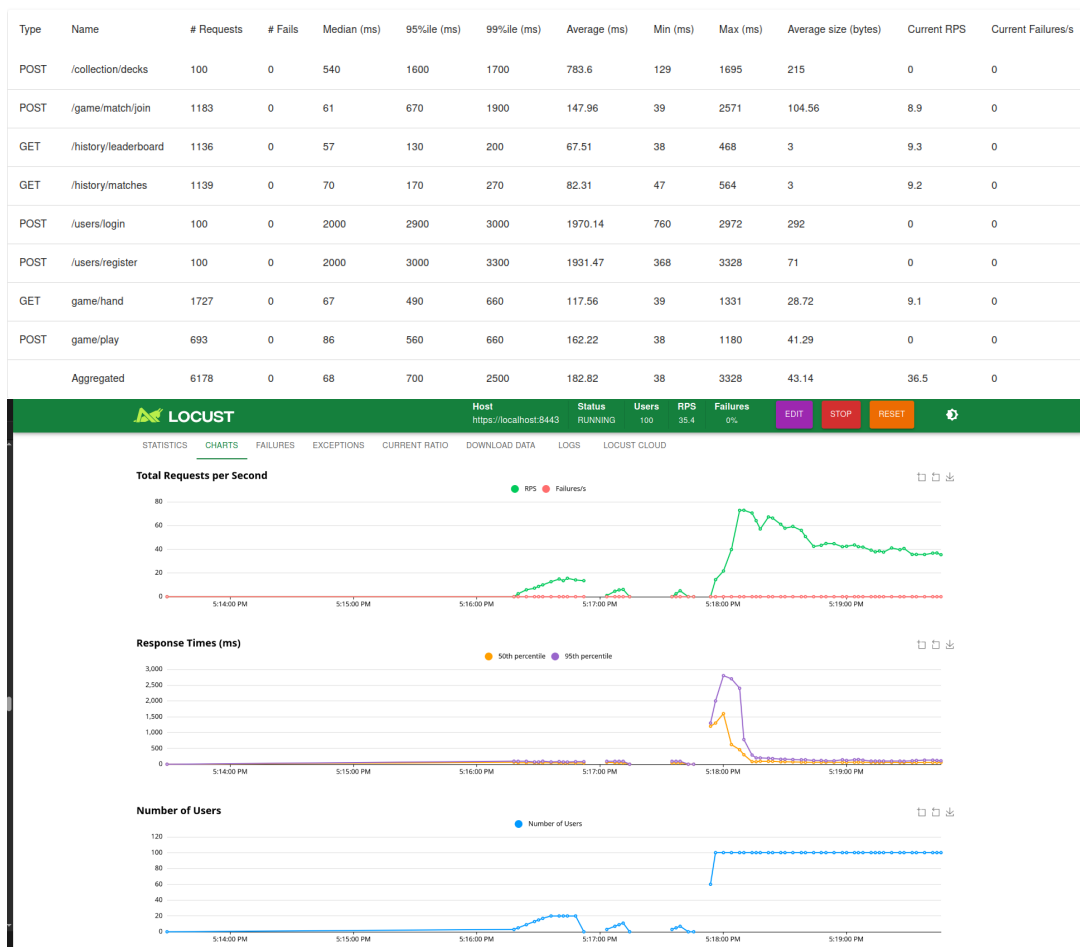 Type Name # Requests # Fails Median (ms) 95%ile (ms) 99%ile (ms) Average (ms) Min (ms) Max (ms) Average size (bytes) Current RPS Current Failures/s
POST /collection/decks 100 0 540 1600 1700 783.6 129 1695 215 0 0
POST /game/match/join 1183 0 61 670 1900 147.96 39 2571 104.56 8.9 0
GET /history/leaderboard 1136 0 57 130 200 67.51 38 468 3 9.3 0
GET /history/matches 1139 0 70 170 270 82.31 47 564 3 9.2 0
POST /users/login 100 0 2000 2900 3000 1970.14 760 2972 292 0 0
POST /users/register 100 0 2000 3000 3300 1931.47 368 3328 71 0 0
GET game/hand 1727 0 67 490 660 117.56 39 1331 28.72 9.1 0
POST game/play 693 0 86 560 660 162.22 38 1180 41.29 0 0
Aggregated 6178 0 68 700 2500 182.82 38 3328 43.14 36.5 0
LOCUST Host Status Users RPS Failures EDIT STOP RESET
https://localhost:8443 RUNNING 100 35.4 0%
STATISTICS CHARTS FAILURES EXCEPTIONS CURRENT RATIO DOWNLOAD DATA LOGS LOCUST CLOUD
Total Requests per Second
RPS Failures/s
80
60
40
20
0
5:14:00 PM 5:15:00 PM 5:16:00 PM 5:17:00 PM 5:18:00 PM 5:19:00 PM
Response Times (ms)
50th percentile 95th percentile
3,000
2,500
2,000
1,500
1,000
500
0
5:14:00 PM 5:15:00 PM 5:16:00 PM 5:17:00 PM 5:18:00 PM 5:19:00 PM
Number of Users
Number of Users
120
100
80
60
40
20
0
5:14:00 PM 5:15:00 PM 5:16:00 PM 5:17:00 PM 5:18:00 PM 5:19:00 PM